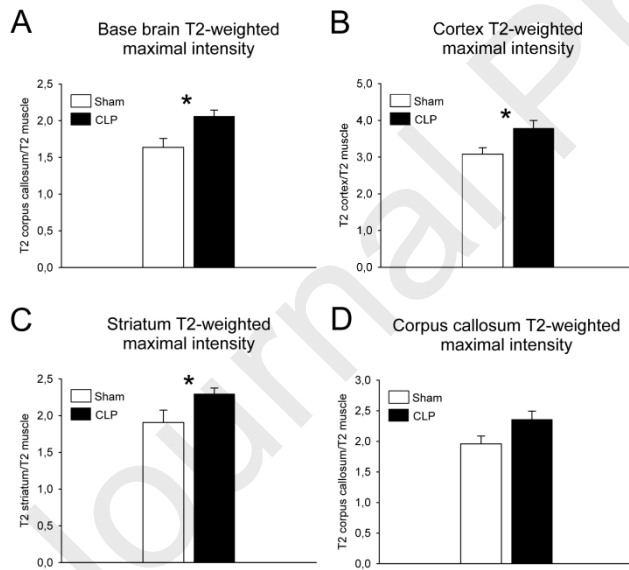 A
Base brain T2-weighted
maximal intensity
T2 corpus callosum/T2 muscle
2,5
2,0
1,5
1,0
0,5
0,0
Sham
CLP
*
B
Cortex T2-weighted
maximal intensity
T2 cortex/T2 muscle
5,0
4,0
3,0
2,0
1,0
0,0
Sham
CLP
*
C
Striatum T2-weighted
maximal intensity
T2 striatum/T2 muscle
2,5
2,0
1,5
1,0
0,5
0,0
Sham
CLP
*
D
Corpus callosum T2-weighted
maximal intensity
T2 corpus callosum/T2 muscle
3,0
2,5
2,0
1,5
1,0
0,5
0,0
Sham
CLP
Journal Pr